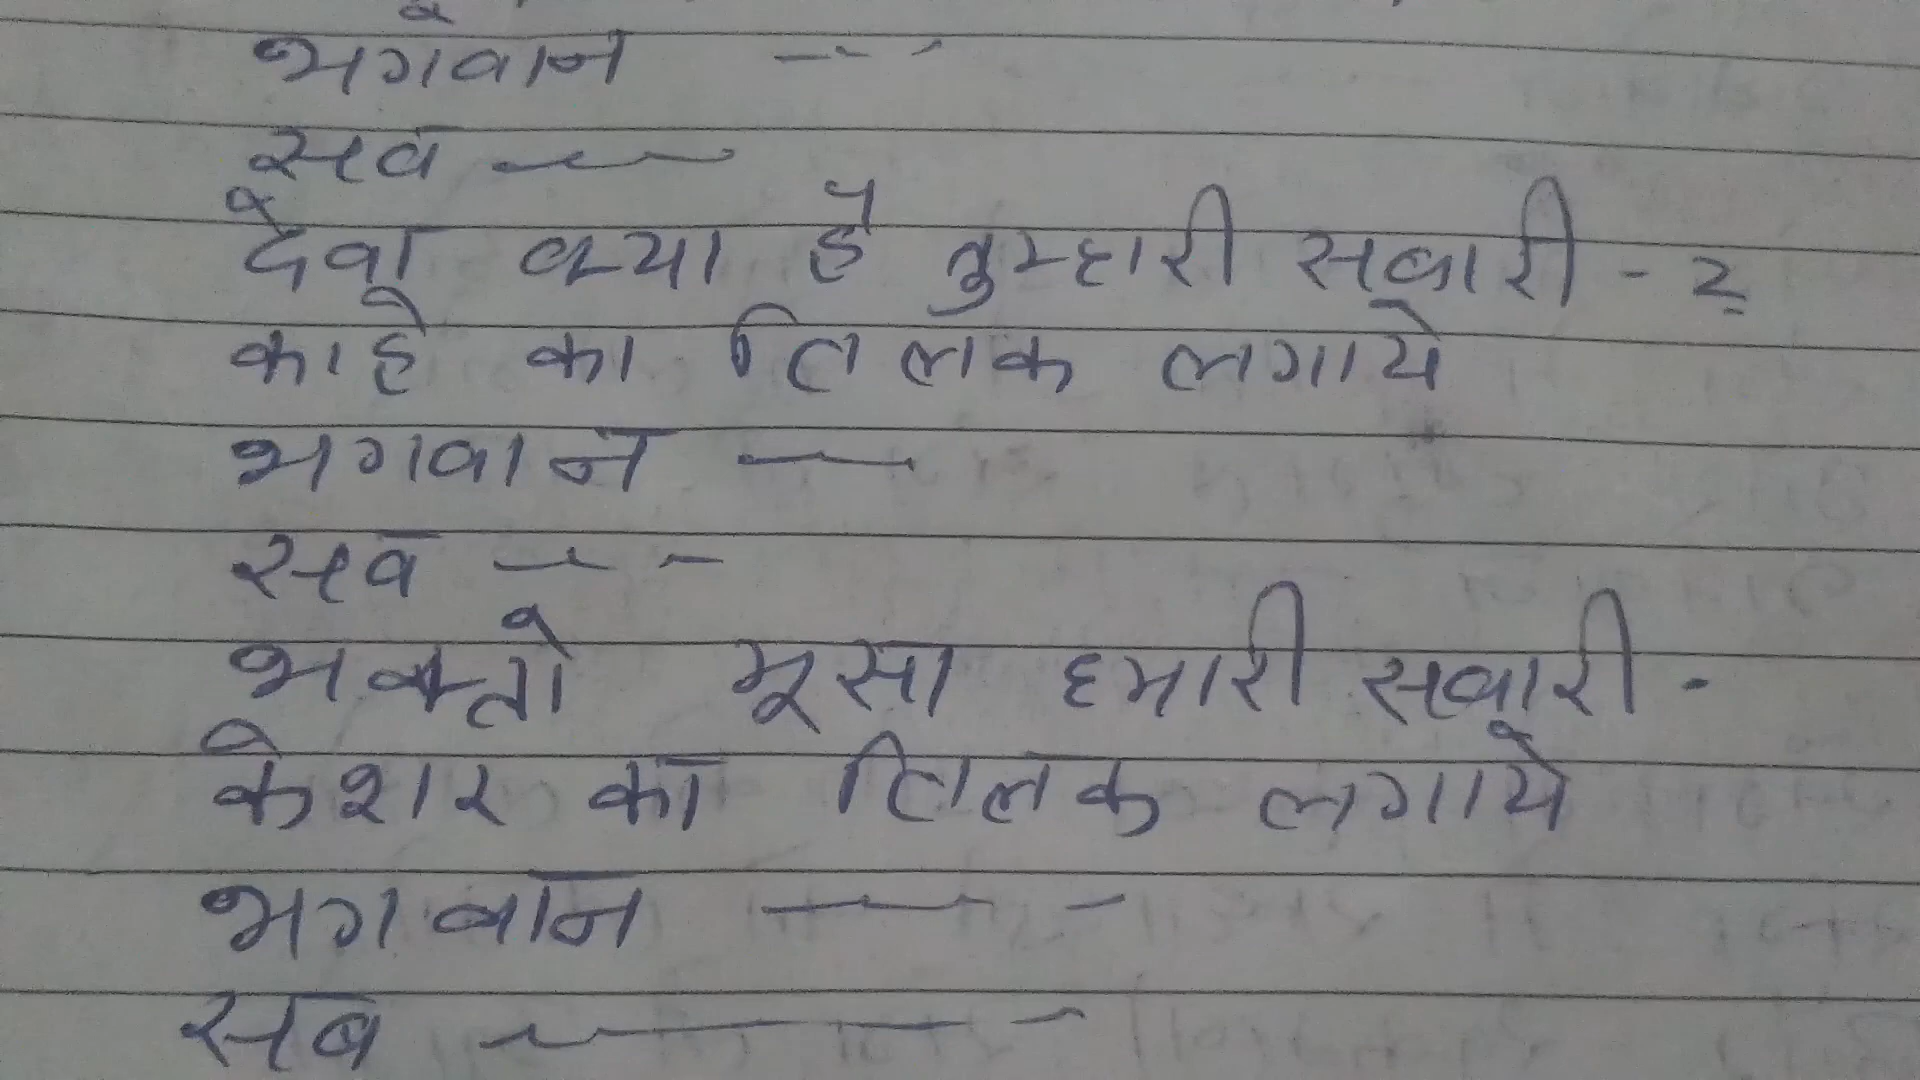 भगवान ---
सब ---
देवा क्या है तुम्हारी सवारी - २
काहे का तिलक लगाये
भगवान ---
सब ---
भक्तो मूसा हमारी सवारी -
केशर का तिलक लगाये
भगवान ---
सब ---